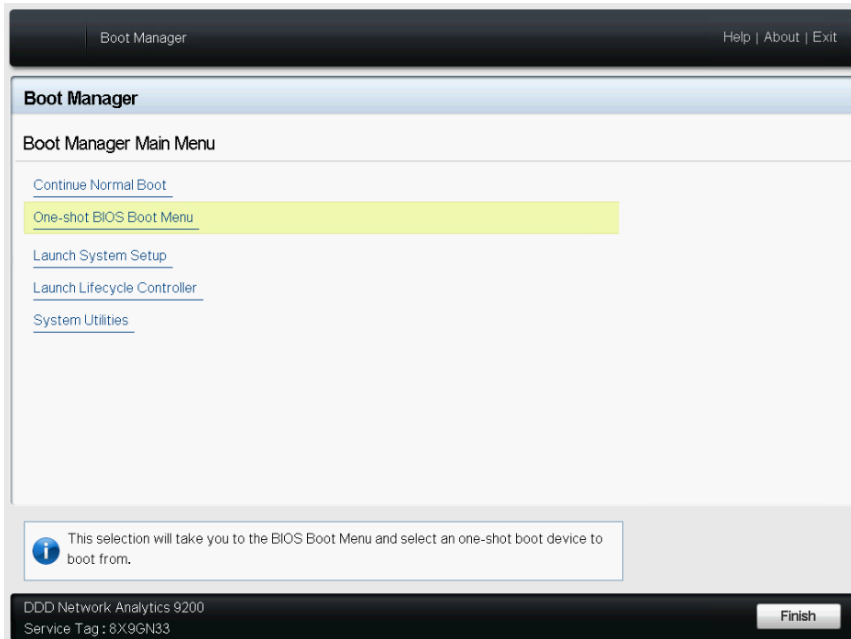 Boot Manager
Help | About | Exit
Boot Manager
Boot Manager Main Menu
Continue Normal Boot
One-shot BIOS Boot Menu
Launch System Setup
Launch Lifecycle Controller
System Utilities
This selection will take you to the BIOS Boot Menu and select an one-shot boot device to
boot from.
DDD Network Analytics 9200
Service Tag : 8X9GN33
Finish